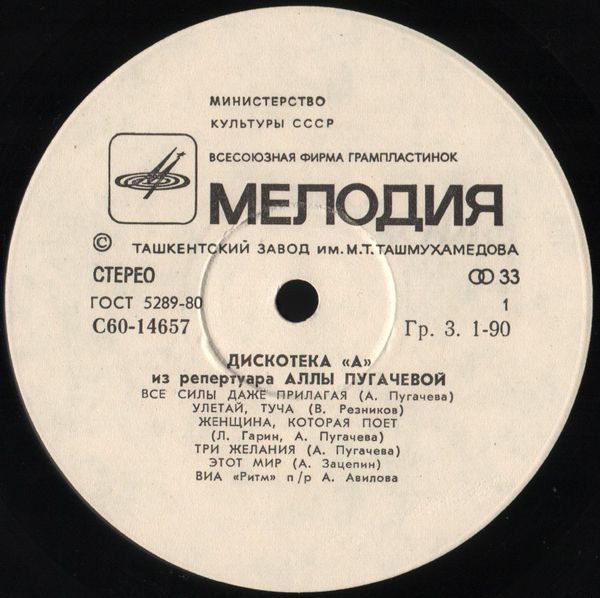 МИНИСТЕРСТВО
КУЛЬТУРЫ СССР
ВСЕСОЮЗНАЯ ФИРМА ГРАМПЛАСТИНОК
МЕЛОДИЯ
© ТАШКЕНТСКИЙ ЗАВОД ИМ. М.Т. ТАШМУХАМЕДОВА
СТЕРЕО 33
ГОСТ 5289-80 1
С60-14657 Гр. 3. 1-90
ДИСКОТЕКА «А»
из репертуара АЛЛЫ ПУГАЧЕВОЙ
ВСЕ СИЛЫ ДАЖЕ ПРИЛАГАЯ (А. Пугачева)
УЛЕТАЙ, ТУЧА (В. Резников)
ЖЕНЩИНА, КОТОРАЯ ПОЕТ
(Л. Гарин, А. Пугачева)
ТРИ ЖЕЛАНИЯ (А. Пугачева)
ЭТОТ МИР (А. Зацепин)
ВИА «Ритм» п/р А. Авилова